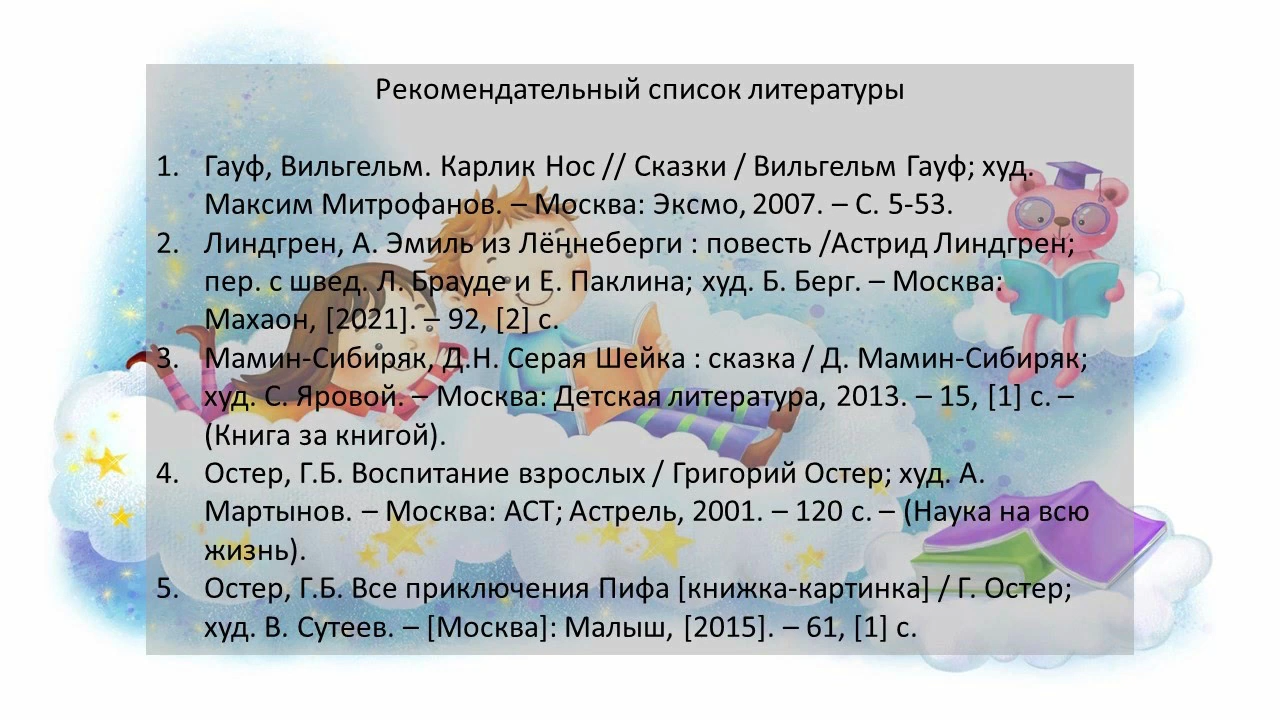 Рекомендательный список литературы
1. Гауф, Вильгельм. Карлик Нос // Сказки / Вильгельм Гауф; худ.
Максим Митрофанов. – Москва: Эксмо, 2007. – С. 5-53.
2. Линдгрен, А. Эмиль из Лённеберги : повесть /Астрид Линдгрен;
пер. с швед. Л. Брауде и Е. Паклина; худ. Б. Берг. – Москва:
Махаон, [2021]. – 92, [2] с.
3. Мамин-Сибиряк, Д.Н. Серая Шейка : сказка / Д. Мамин-Сибиряк;
худ. С. Яровой. – Москва: Детская литература, 2013. – 15, [1] с. –
(Книга за книгой).
4. Остер, Г.Б. Воспитание взрослых / Григорий Остер; худ. А.
Мартынов. – Москва: АСТ; Астрель, 2001. – 120 с. – (Наука на всю
жизнь).
5. Остер, Г.Б. Все приключения Пифа [книжка-картинка] / Г. Остер;
худ. В. Сутеев. – [Москва]: Малыш, [2015]. – 61, [1] с.